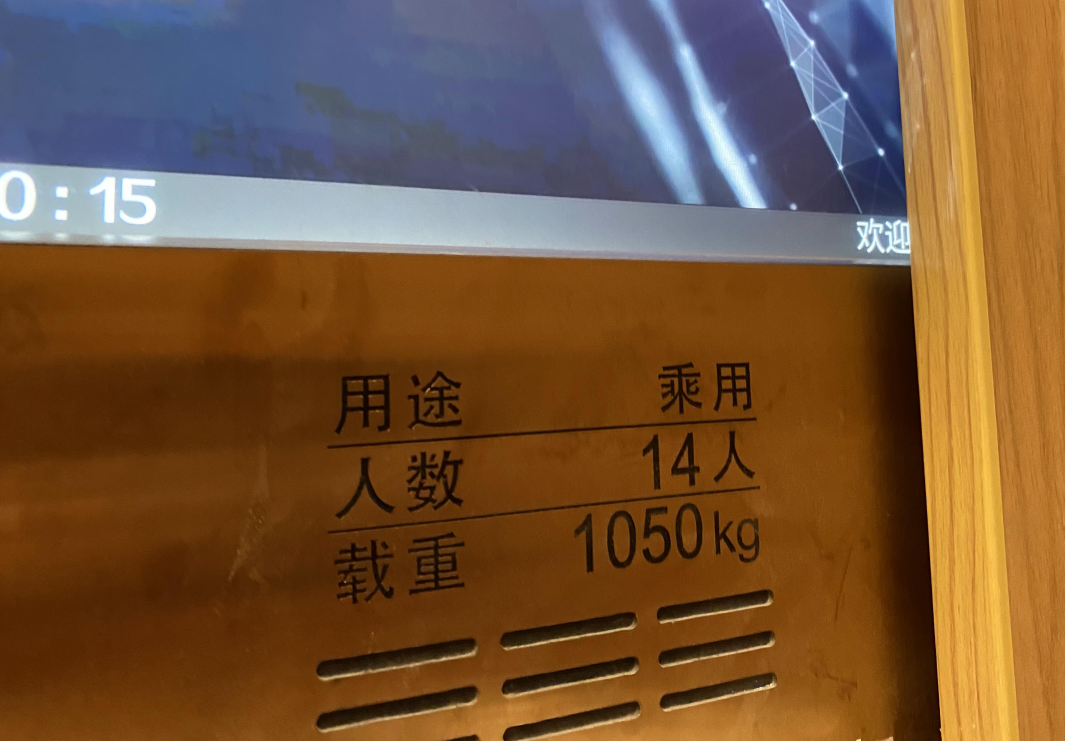 0:15
欢迎
用途 乘用
人数 14人
载重 1050kg